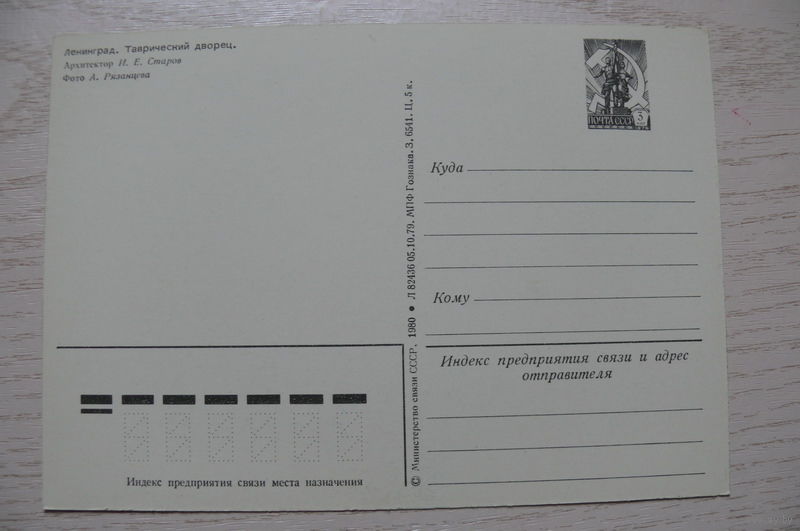 Ленинград. Таврический дворец.
Архитектор И. Е. Старов
Фото А. Рязанцева
ПОЧТА СССР 3
Куда
Кому
Индекс предприятия связи и адрес
отправителя
Индекс предприятия связи места назначения
© Министерство связи СССР. 1980 ● Л 82436 05.10.79. МПФ Гознака. З. 6541. Ц. 5 к.